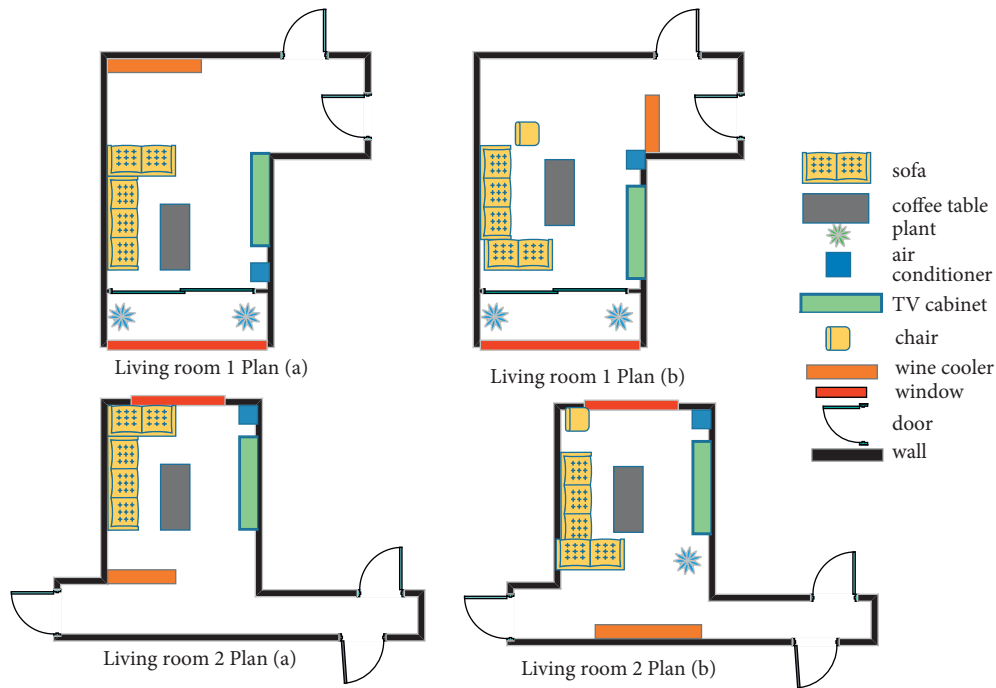 sofa
coffee table
plant
air
conditioner
TV cabinet
chair
wine cooler
window
door
wall
Living room 1 Plan (a)
Living room 1 Plan (b)
Living room 2 Plan (a)
Living room 2 Plan (b)